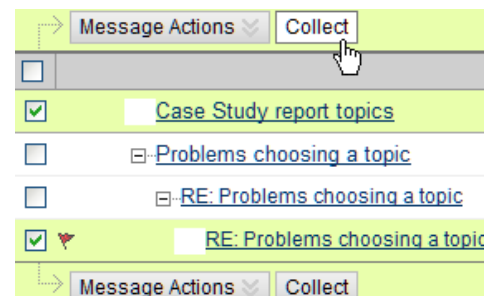 Message Actions Collect
Case Study report topics
Problems choosing a topic
RE: Problems choosing a topic
RE: Problems choosing a topic
Message Actions Collect